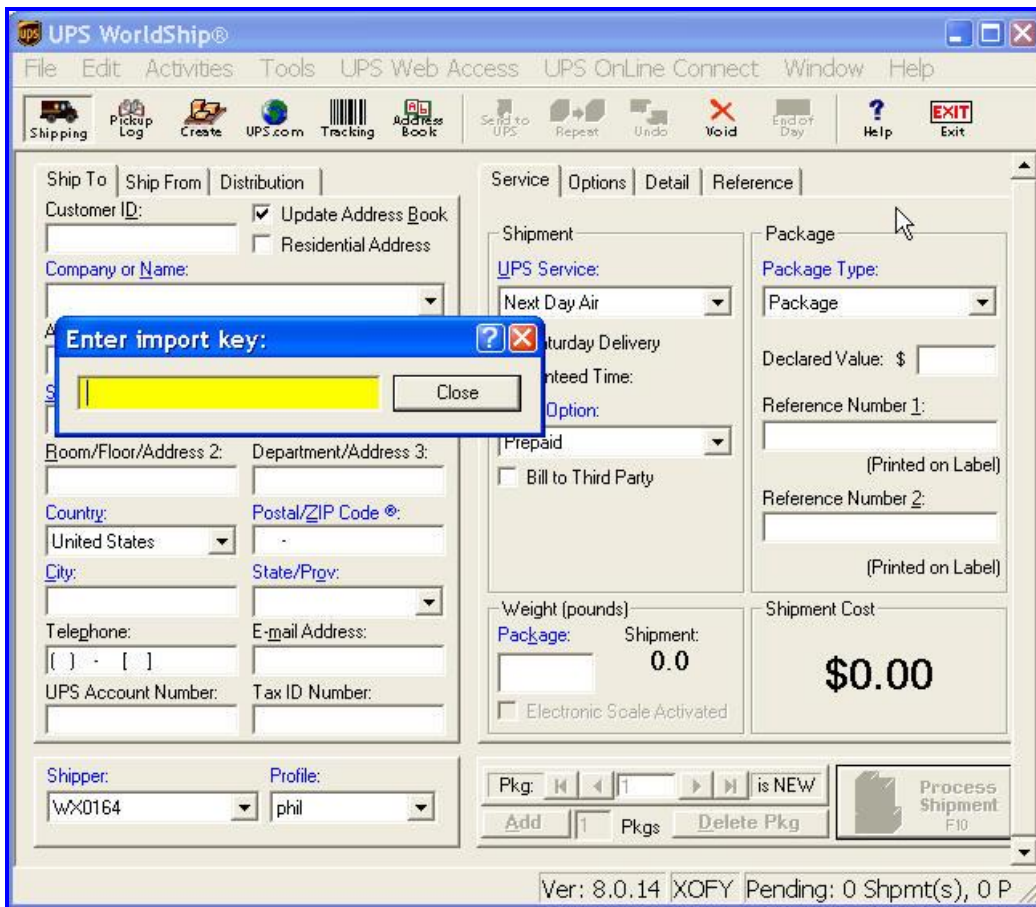 UPS WorldShip®
File Edit Activities Tools UPS Web Access UPS OnLine Connect Window Help
Shipping Pickup Log Create UPS.com Tracking Address Book Send to UPS Repeat Undo Void End of Day Help EXIT Exit
Ship To Ship From Distribution
Customer ID:
Update Address Book
Residential Address
Company or Name:
Enter import key:
Close
Room/Floor/Address 2: Department/Address 3:
Country: Postal/ZIP Code ®:
United States -
City: State/Prov:
Telephone: E-mail Address:
( ) - [ ]
UPS Account Number: Tax ID Number:
Shipper: Profile:
WX0164 phil
Service Options Detail Reference
Shipment
UPS Service:
Next Day Air
Delivery
Time:
Option:
Prepaid
Bill to Third Party
Package
Package Type:
Package
Declared Value: $
Reference Number 1:
(Printed on Label)
Reference Number 2:
(Printed on Label)
Weight (pounds)
Package: Shipment:
0.0
Electronic Scale Activated
Shipment Cost
$0.00
Pkg: 1 is NEW
Add 1 Pkgs Delete Pkg
Process
Shipment
F10
Ver: 8.0.14 XOFY Pending: 0 Shpmt(s), 0 P